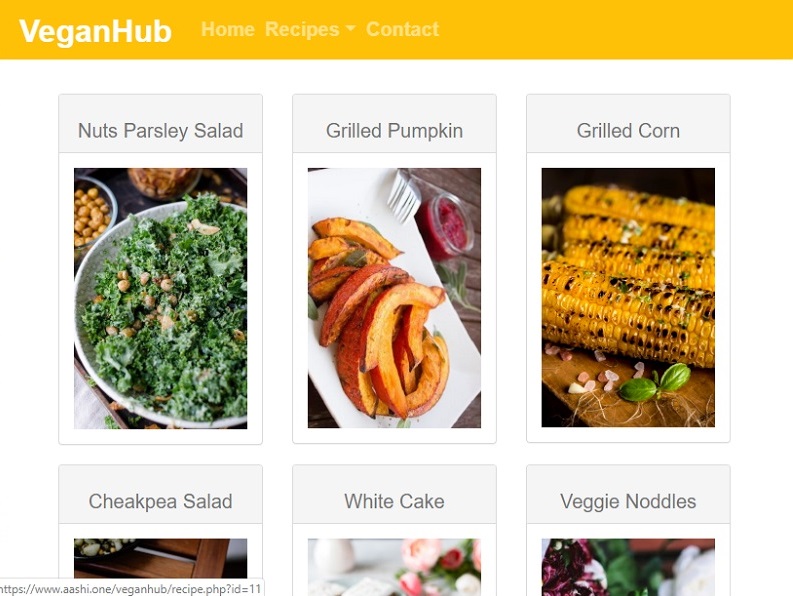 VeganHub Home Recipes Contact
Nuts Parsley Salad
Grilled Pumpkin
Grilled Corn
Cheakpea Salad
White Cake
Veggie Noddles
https://www.aashi.one/veganhub/recipe.php?id=11